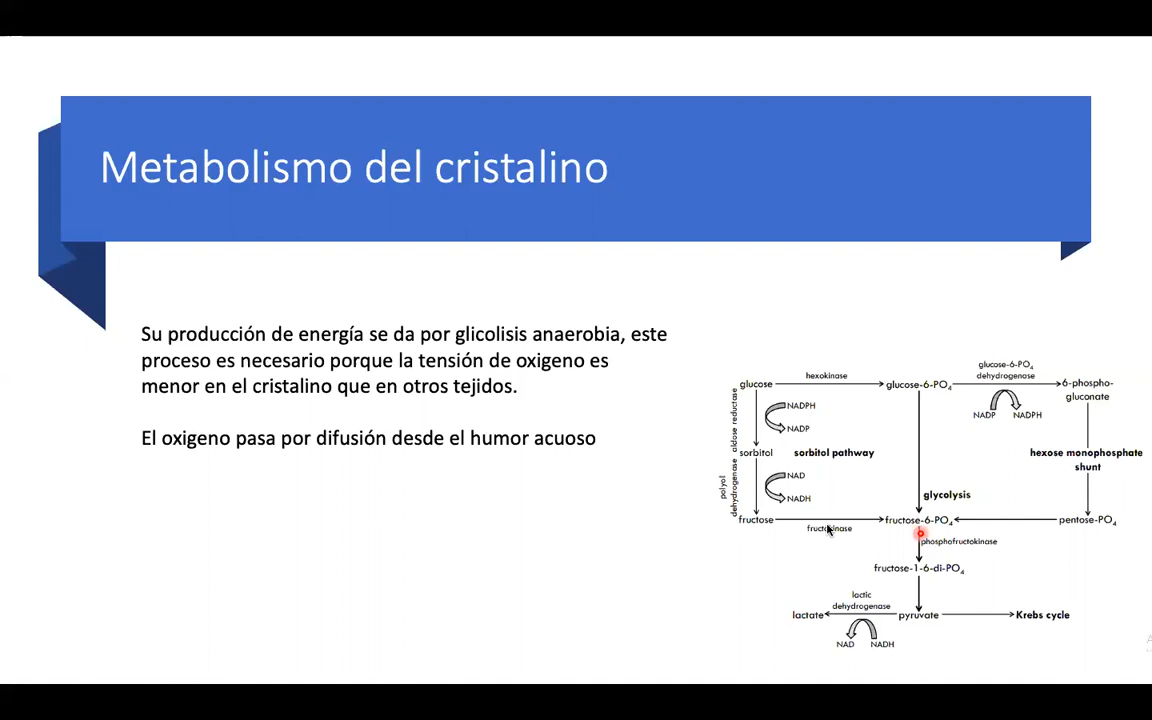 Metabolismo del cristalino
Su producción de energía se da por glicolisis anaerobia, este
proceso es necesario porque la tensión de oxigeno es
menor en el cristalino que en otros tejidos.
El oxigeno pasa por difusión desde el humor acuoso
glucose-6-PO₄
dehydrogenase
hexokinase
glucose
glucose-6-PO₄
6-phospho-
gluconate
aldose reductase
NADPH
NADP
NADP
NADPH
sorbitol
sorbitol pathway
hexose monophosphate
shunt
polyol
dehydrogenase
NAD
NADH
glycolysis
fructose
fructokinase
fructose-6-PO₄
pentose-PO₄
phosphofructokinase
fructose-1-6-di-PO₄
lactic
dehydrogenase
lactate
pyruvate
Krebs cycle
NAD
NADH